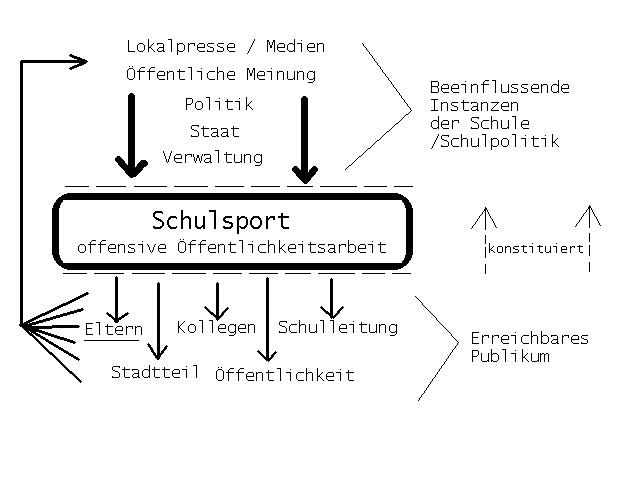 Lokalpresse / Medien
Öffentliche Meinung
Politik
Staat
Verwaltung
Beeinflussende
Instanzen
der Schule
/Schulpolitik
Schulsport
offensive Öffentlichkeitsarbeit
konstituiert
Eltern
Kollegen
Schulleitung
Stadtteil
Öffentlichkeit
Erreichbares
Publikum